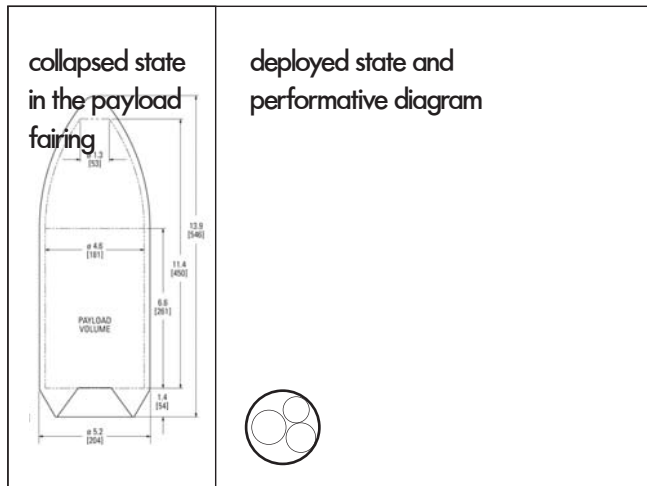 collapsed state
in the payload
fairing
deployed state and
performative diagram
ø 1.3
[53]
13.9
[546]
ø 4.6
[181]
11.4
[450]
6.6
[261]
PAYLOAD
VOLUME
1.4
[54]
ø 5.2
[204]